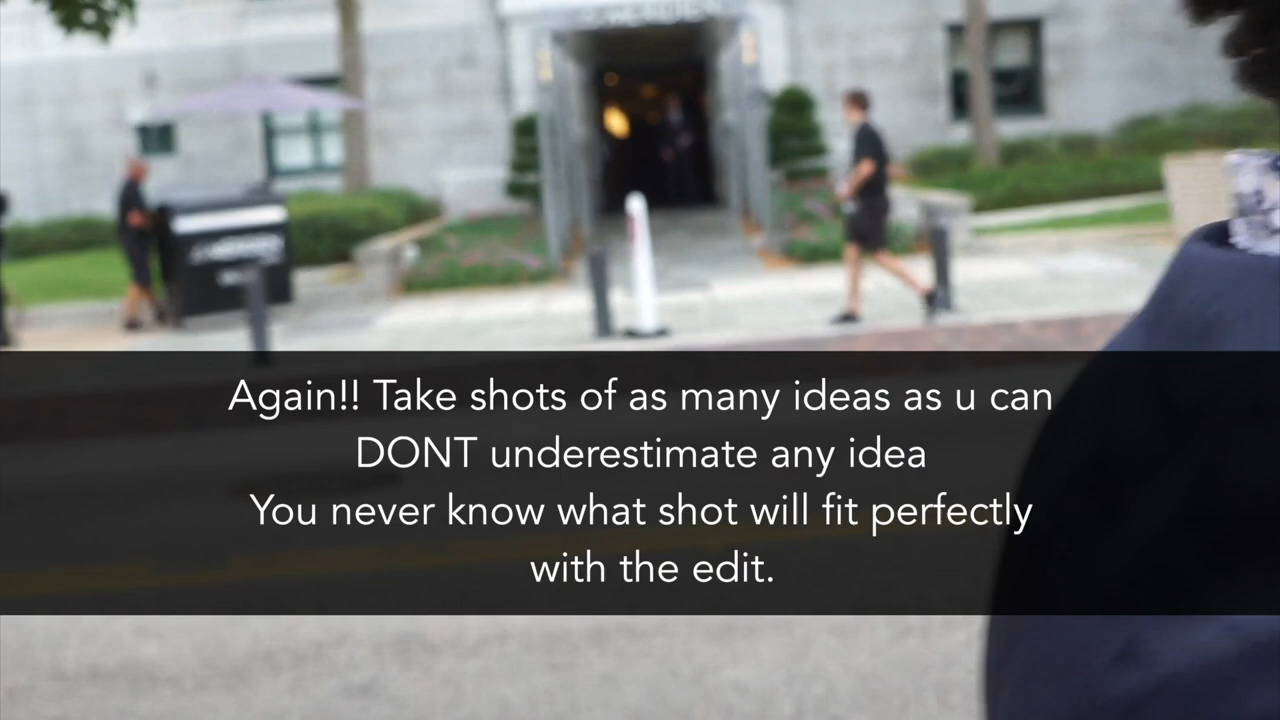 Again!! Take shots of as many ideas as u can
DONT underestimate any idea
You never know what shot will fit perfectly
with the edit.